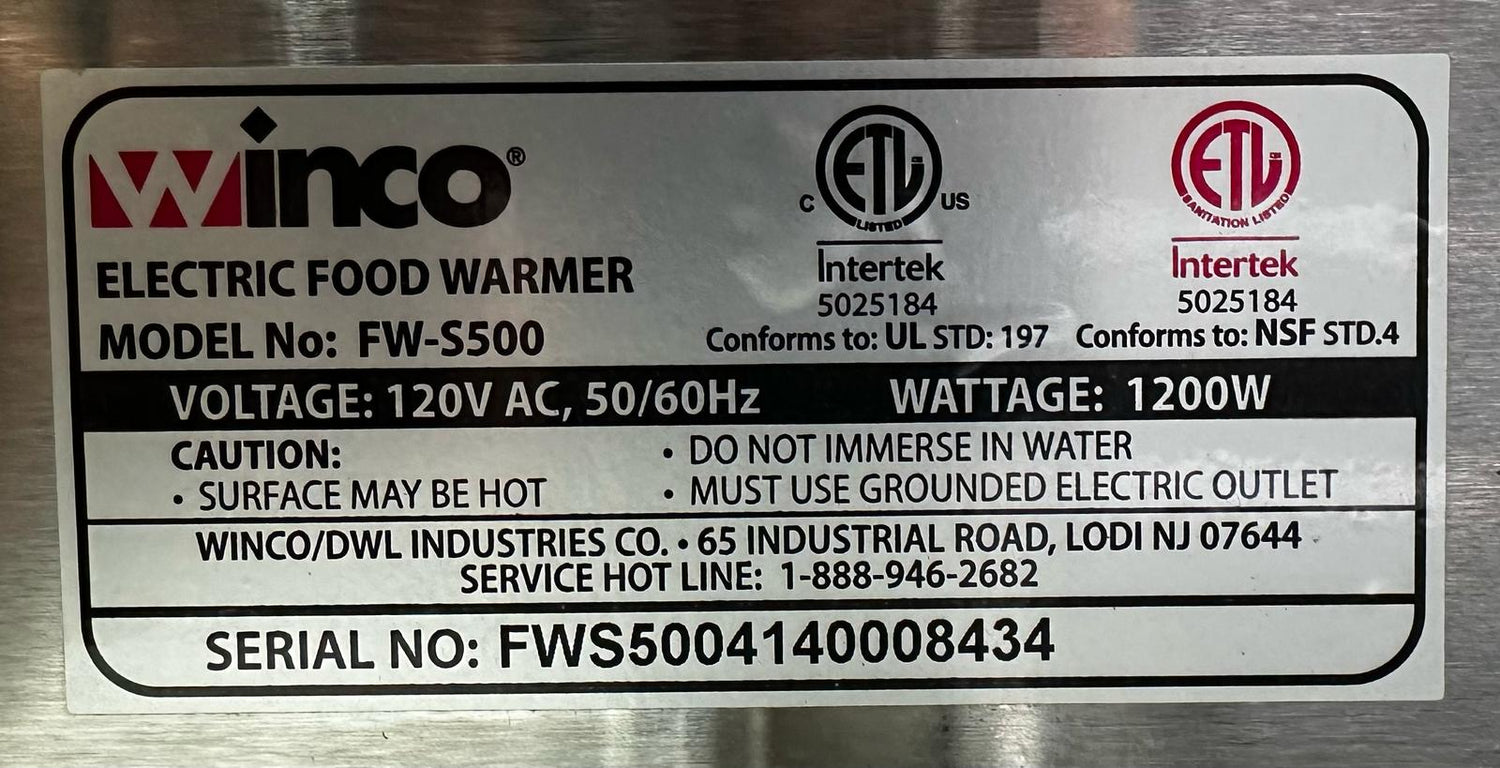 Winco®
ELECTRIC FOOD WARMER
MODEL No: FW-S500
C ETL US
LISTED
Intertek
5025184
Conforms to: UL STD: 197
ETL
SANITATION LISTED
Intertek
5025184
Conforms to: NSF STD.4
VOLTAGE: 120V AC, 50/60Hz WATTAGE: 1200W
CAUTION:
• SURFACE MAY BE HOT
• DO NOT IMMERSE IN WATER
• MUST USE GROUNDED ELECTRIC OUTLET
WINCO/DWL INDUSTRIES CO. • 65 INDUSTRIAL ROAD, LODI NJ 07644
SERVICE HOT LINE: 1-888-946-2682
SERIAL NO: FWS5004140008434